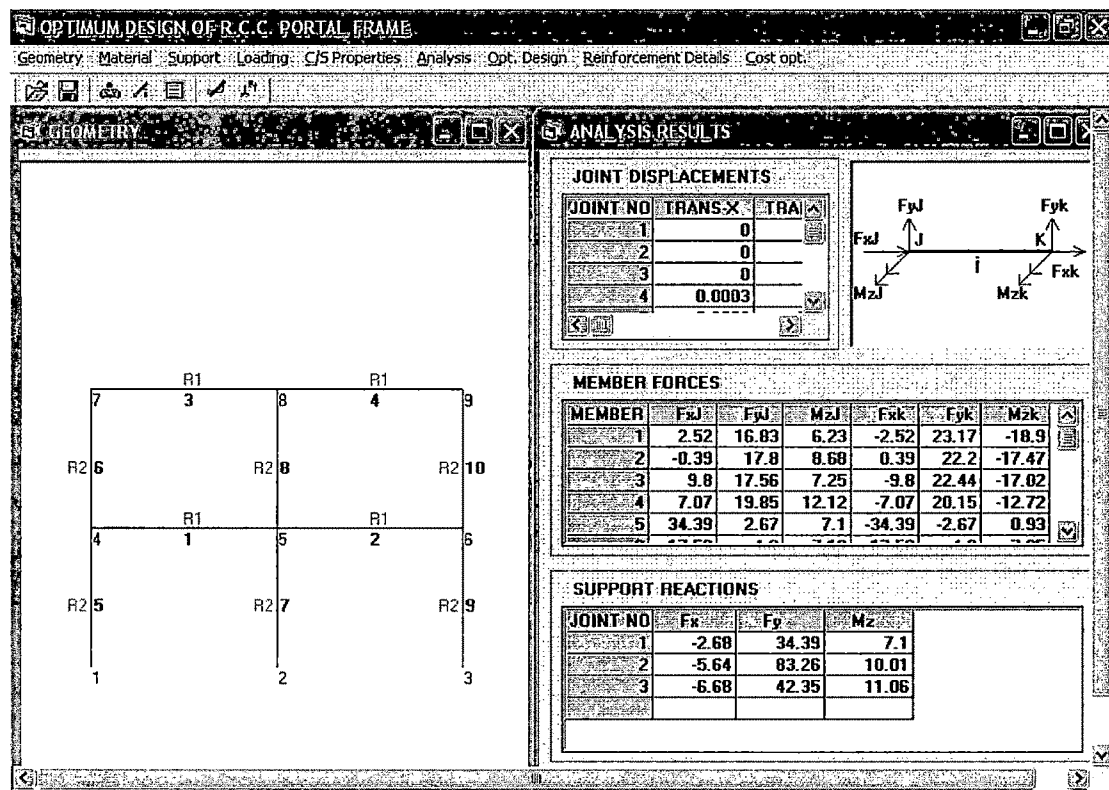 OPTIMUM DESIGN OF R.C.C. PORTAL FRAME
Geometry Material Support Loading C/S Properties Analysis Opt. Design Reinforcement Details Cost opt.
GEOMETRY
R1 R1
7 3 8 4 9
R2 6 R2 8 R2 10
R1 R1
4 1 5 2 6
R2 5 R2 7 R2 9
1 2 3
ANALYSIS RESULTS
JOINT DISPLACEMENTS
JOINT NO TRANS-X TRA
1 0
2 0
3 0
4 0.0003
FyJ Fyk
FxJ J K
i Fxk
MzJ Mzk
MEMBER FORCES
MEMBER FxJ FyJ MzJ Fxk Fyk Mzk
1 2.52 16.83 6.23 -2.52 23.17 -18.9
2 -0.39 17.8 8.68 0.39 22.2 -17.47
3 9.8 17.56 7.25 -9.8 22.44 -17.02
4 7.07 19.85 12.12 -7.07 20.15 -12.72
5 34.39 2.67 7.1 -34.39 -2.67 0.93
SUPPORT REACTIONS
JOINT NO Fx Fy Mz
1 -2.68 34.39 7.1
2 -5.64 83.26 10.01
3 -6.68 42.35 11.06